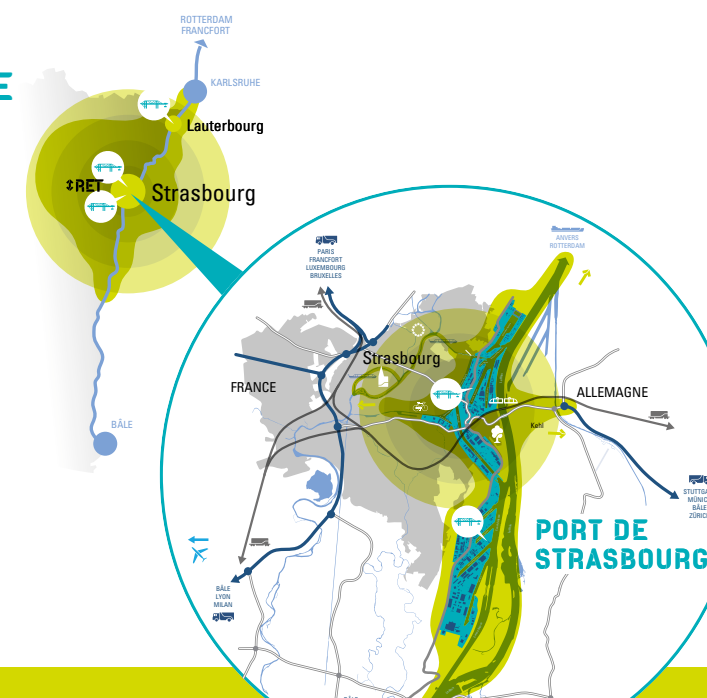 ROTTERDAM
FRANCFORT
E
KARLSRUHE
Lauterbourg
RET
Strasbourg
BÂLE
ANVERS
ROTTERDAM
PARIS
FRANCFORT
LUXEMBOURG
BRUXELLES
Strasbourg
FRANCE
ALLEMAGNE
Kehl
STUTTGA
MÜNIC
BÂLE
ZÜRIC
PORT DE
STRASBOURG
BÂLE
LYON
MILAN